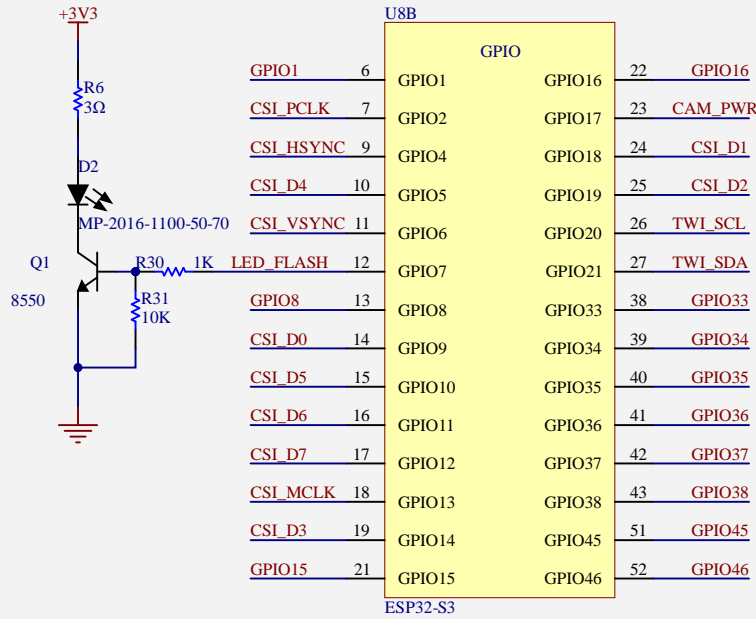 +3V3
R6
3Ω
D2
MP-2016-1100-50-70
Q1
8550
R30 1K LED_FLASH
R31
10K
U8B
GPIO
GPIO1 6 GPIO1 GPIO16 22 GPIO16
CSI_PCLK 7 GPIO2 GPIO17 23 CAM_PWR
CSI_HSYNC 9 GPIO4 GPIO18 24 CSI_D1
CSI_D4 10 GPIO5 GPIO19 25 CSI_D2
CSI_VSYNC 11 GPIO6 GPIO20 26 TWI_SCL
12 GPIO7 GPIO21 27 TWI_SDA
GPIO8 13 GPIO8 GPIO33 38 GPIO33
CSI_D0 14 GPIO9 GPIO34 39 GPIO34
CSI_D5 15 GPIO10 GPIO35 40 GPIO35
CSI_D6 16 GPIO11 GPIO36 41 GPIO36
CSI_D7 17 GPIO12 GPIO37 42 GPIO37
CSI_MCLK 18 GPIO13 GPIO38 43 GPIO38
CSI_D3 19 GPIO14 GPIO45 51 GPIO45
GPIO15 21 GPIO15 GPIO46 52 GPIO46
ESP32-S3